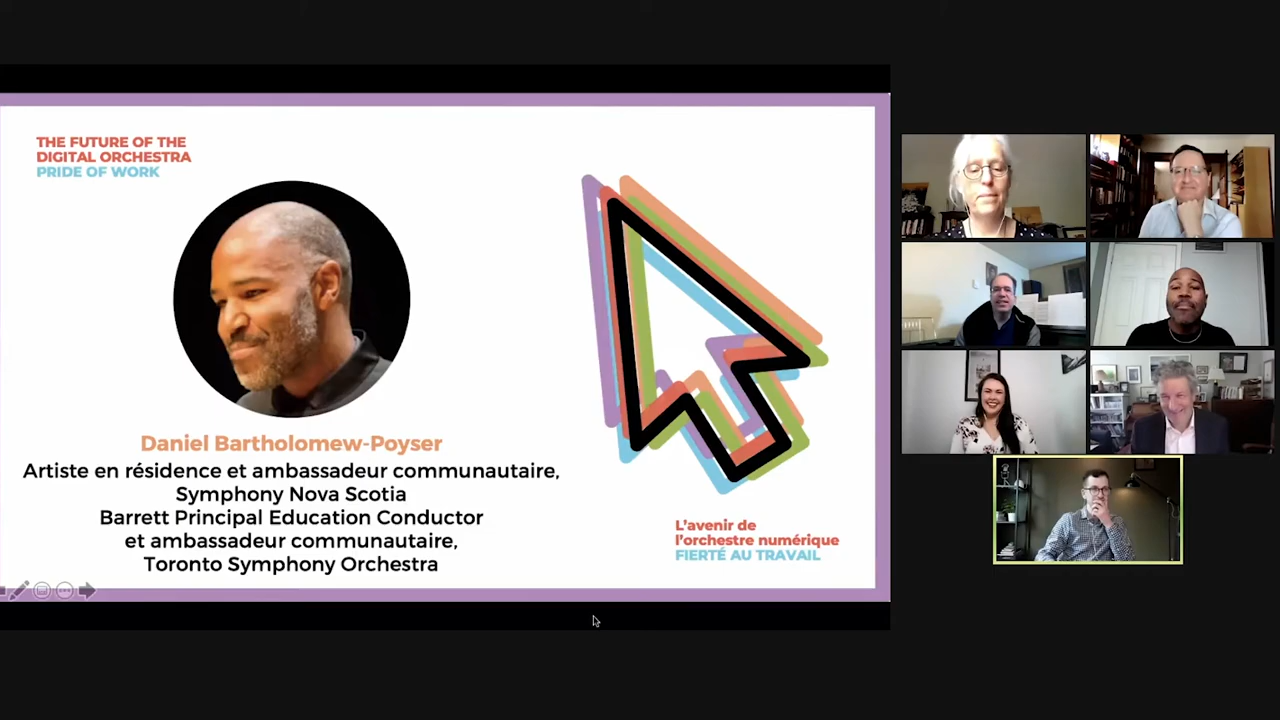 THE FUTURE OF THE
DIGITAL ORCHESTRA
PRIDE OF WORK
Daniel Bartholomew-Poyser
Artiste en résidence et ambassadeur communautaire,
Symphony Nova Scotia
Barrett Principal Education Conductor
et ambassadeur communautaire,
Toronto Symphony Orchestra
L'avenir de
l'orchestre numérique
FIERTÉ AU TRAVAIL